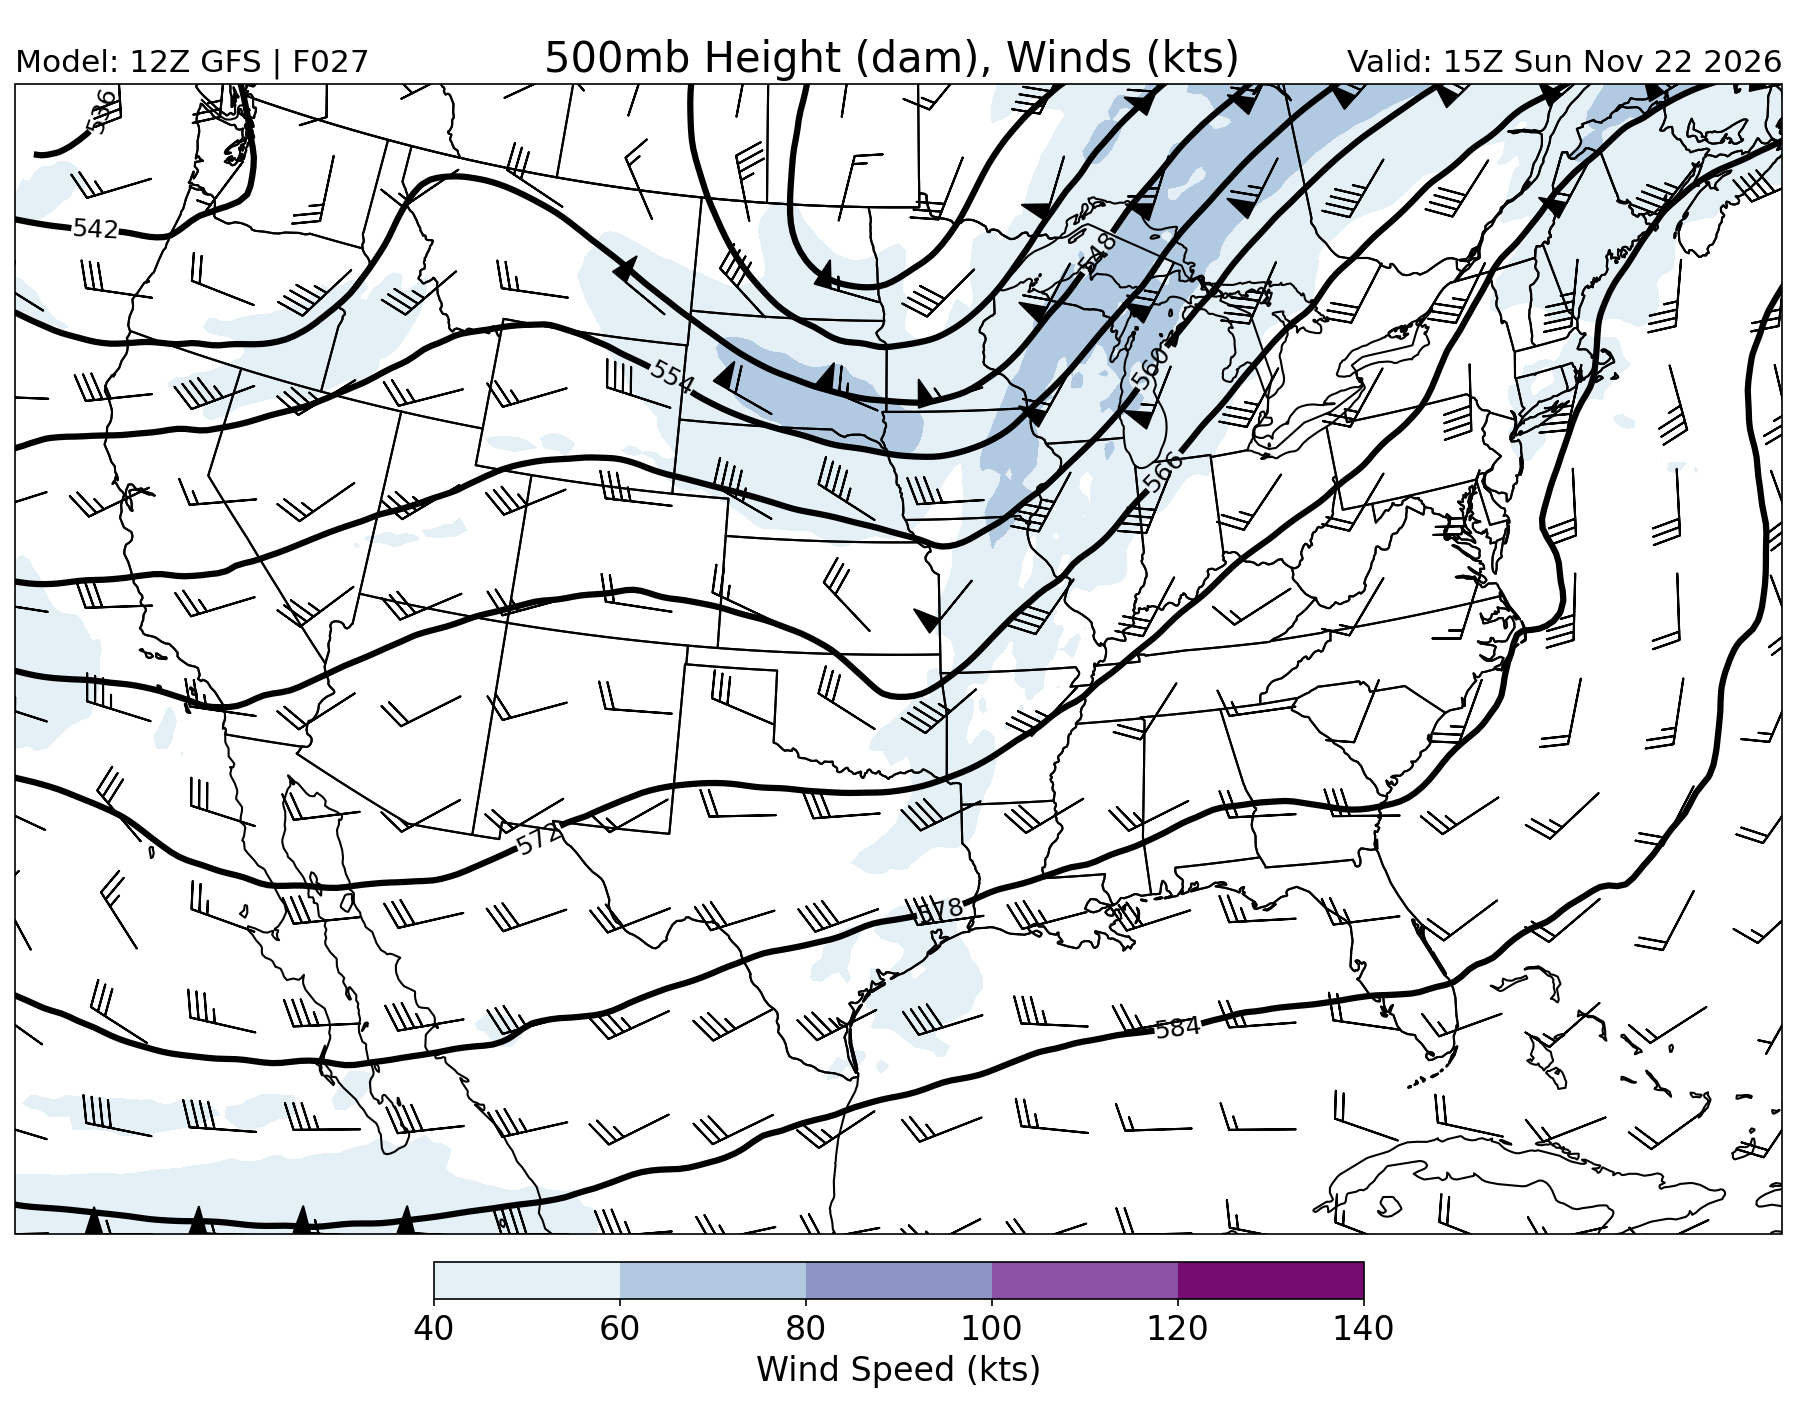 Model: 12Z GFS | F027
500mb Height (dam), Winds (kts)
Valid: 15Z Sun Nov 22 2026
536
542
548
554
560
566
572
578
584
40 60 80 100 120 140
Wind Speed (kts)